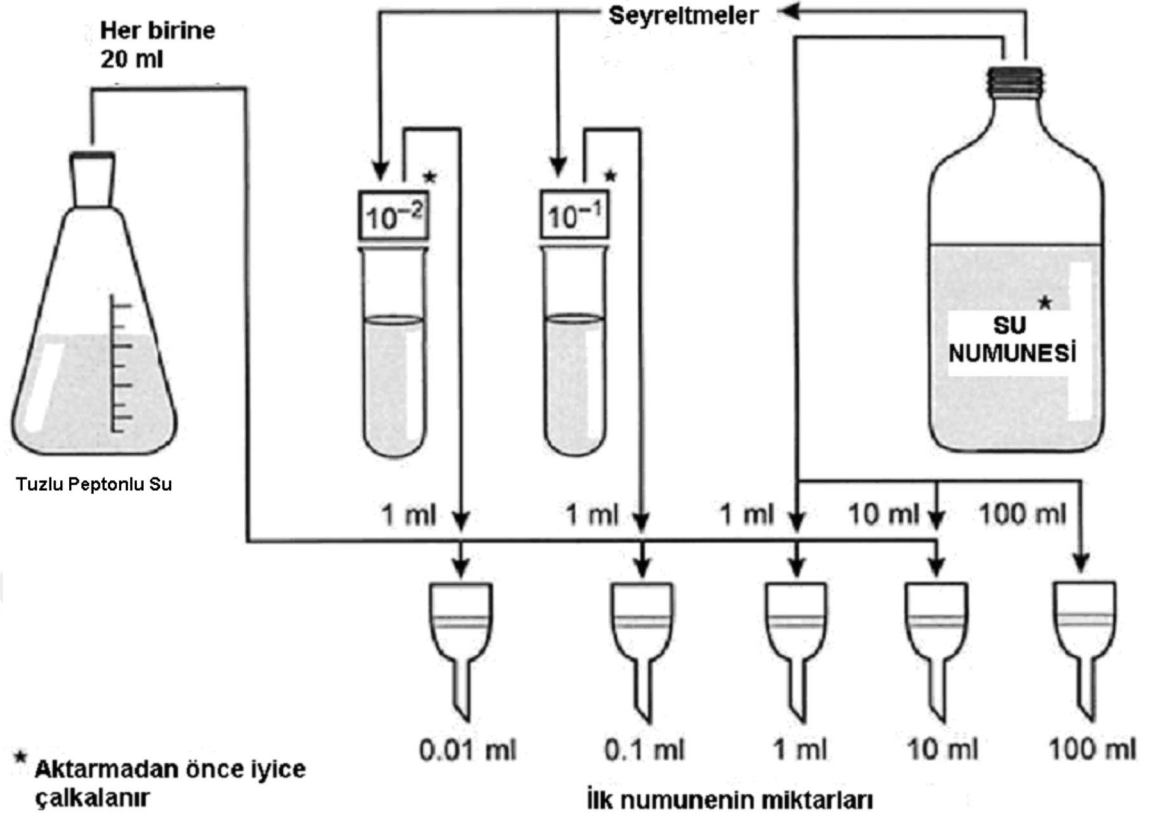 Seyreltmeler
Her birine
20 ml
*
*
10⁻²
10⁻¹
*
SU
NUMUNESİ
Tuzlu Peptonlu Su
1 ml
1 ml
1 ml
10 ml
100 ml
0.01 ml
0.1 ml
1 ml
10 ml
100 ml
* Aktarmadan önce iyice
çalkalanır
İlk numunenin miktarları